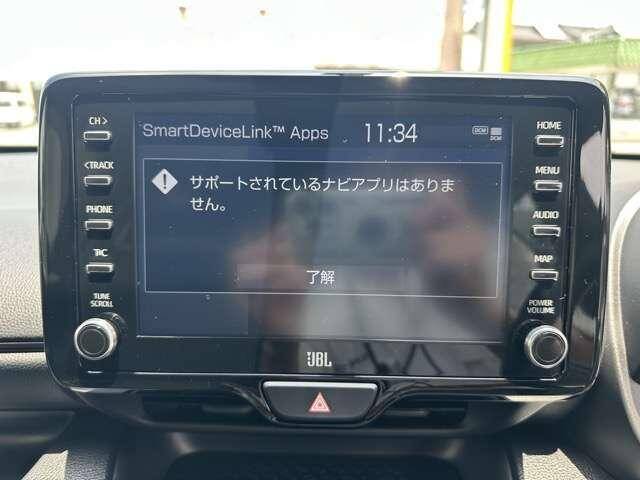 SmartDeviceLink™ Apps 11:34 DCM
DCM
サポートされているナビアプリはありま
せん。
了解
CH >
< TRACK
PHONE
T/C
TUNE
SCROLL
HOME
MENU
AUDIO
MAP
POWER
VOLUME
JBL